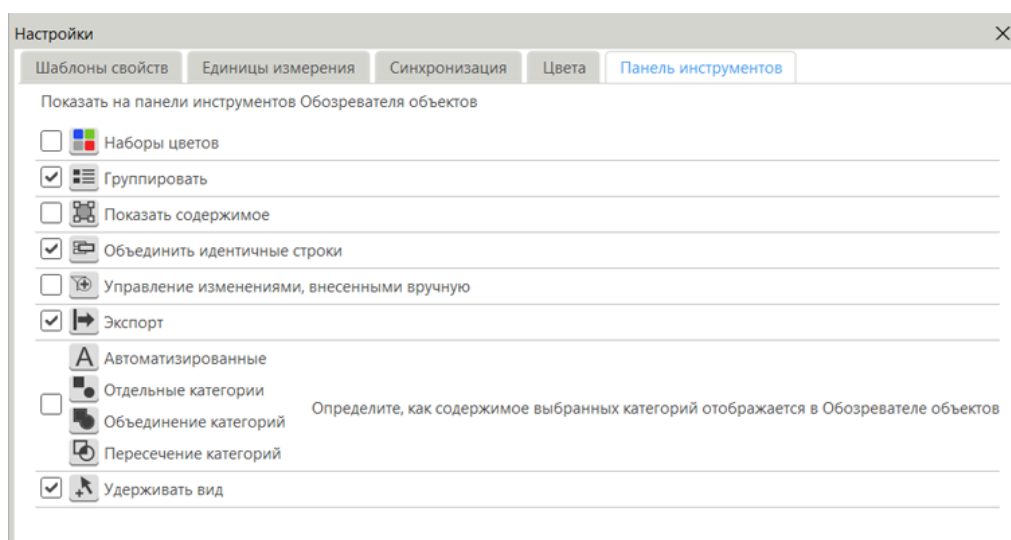 Настройки
Шаблоны свойств Единицы измерения Синхронизация Цвета Панель инструментов
Показать на панели инструментов Обозревателя объектов
Наборы цветов
Группировать
Показать содержимое
Объединить идентичные строки
Управление изменениями, внесенными вручную
Экспорт
A Автоматизированные
Отдельные категории
Определите, как содержимое выбранных категорий отображается в Обозревателе объектов
Объединение категорий
Пересечение категорий
Удерживать вид